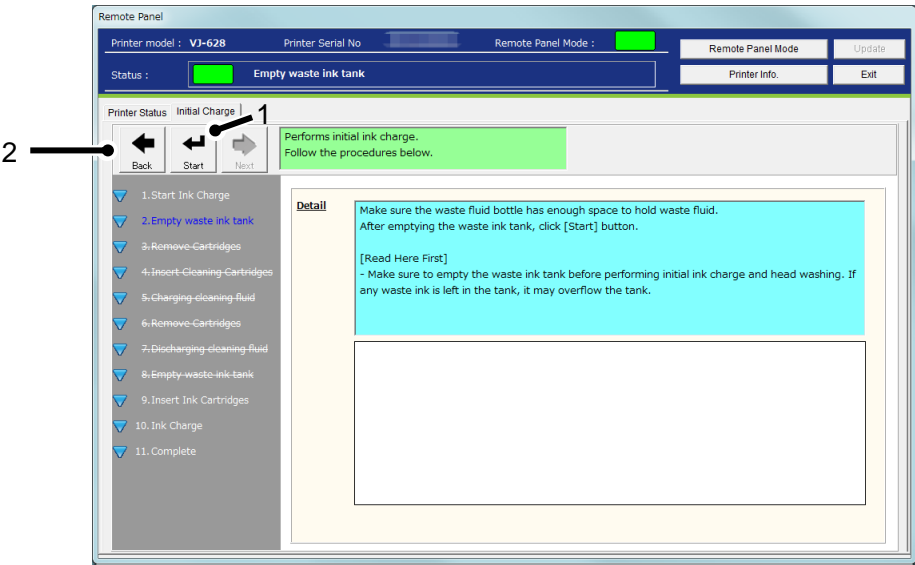 Remote Panel
Printer model : VJ-628 Printer Serial No Remote Panel Mode :
Remote Panel Mode Update
Status : Empty waste ink tank
Printer Info. Exit
Printer Status Initial Charge
1
2
Back Start Next
Performs initial ink charge.
Follow the procedures below.
1.Start Ink Charge
2.Empty waste ink tank
3.Remove Cartridges
4.Insert Cleaning Cartridges
5.Charging cleaning fluid
6.Remove Cartridges
7.Discharging cleaning fluid
8.Empty waste ink tank
9.Insert Ink Cartridges
10.Ink Charge
11.Complete
Detail
Make sure the waste fluid bottle has enough space to hold waste fluid.
After emptying the waste ink tank, click [Start] button.
[Read Here First]
- Make sure to empty the waste ink tank before performing initial ink charge and head washing. If
any waste ink is left in the tank, it may overflow the tank.